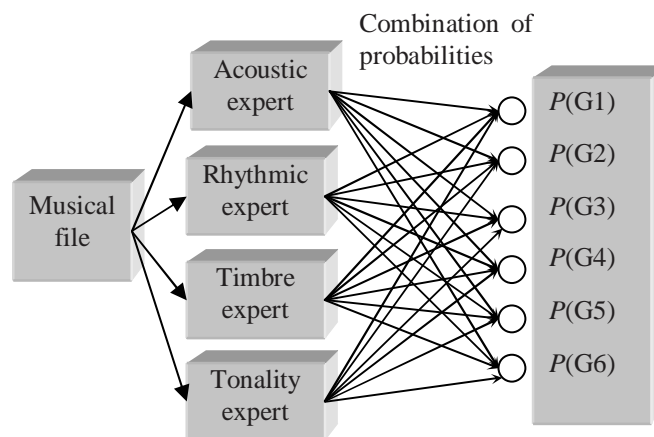 Combination of
probabilities
Musical
file
Acoustic
expert
Rhythmic
expert
Timbre
expert
Tonality
expert
P(G1)
P(G2)
P(G3)
P(G4)
P(G5)
P(G6)